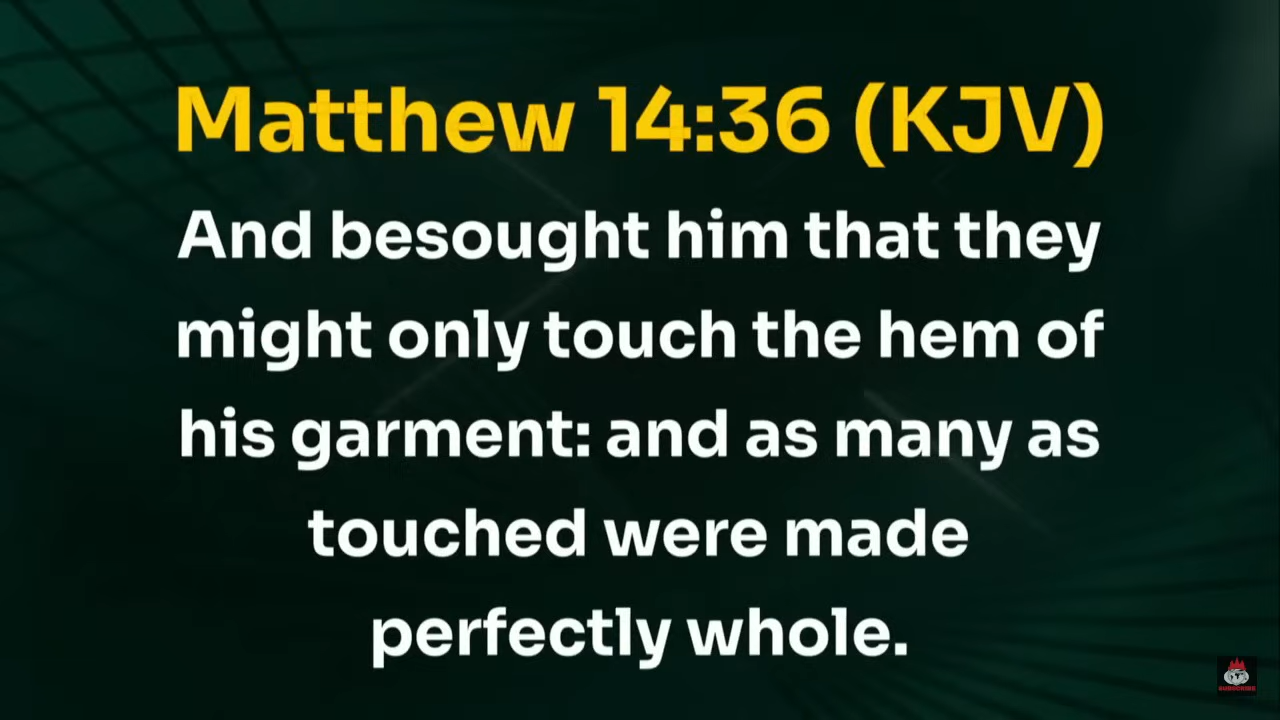 Matthew 14:36 (KJV)
And besought him that they
might only touch the hem of
his garment: and as many as
touched were made
perfectly whole.
SUBSCRIBE